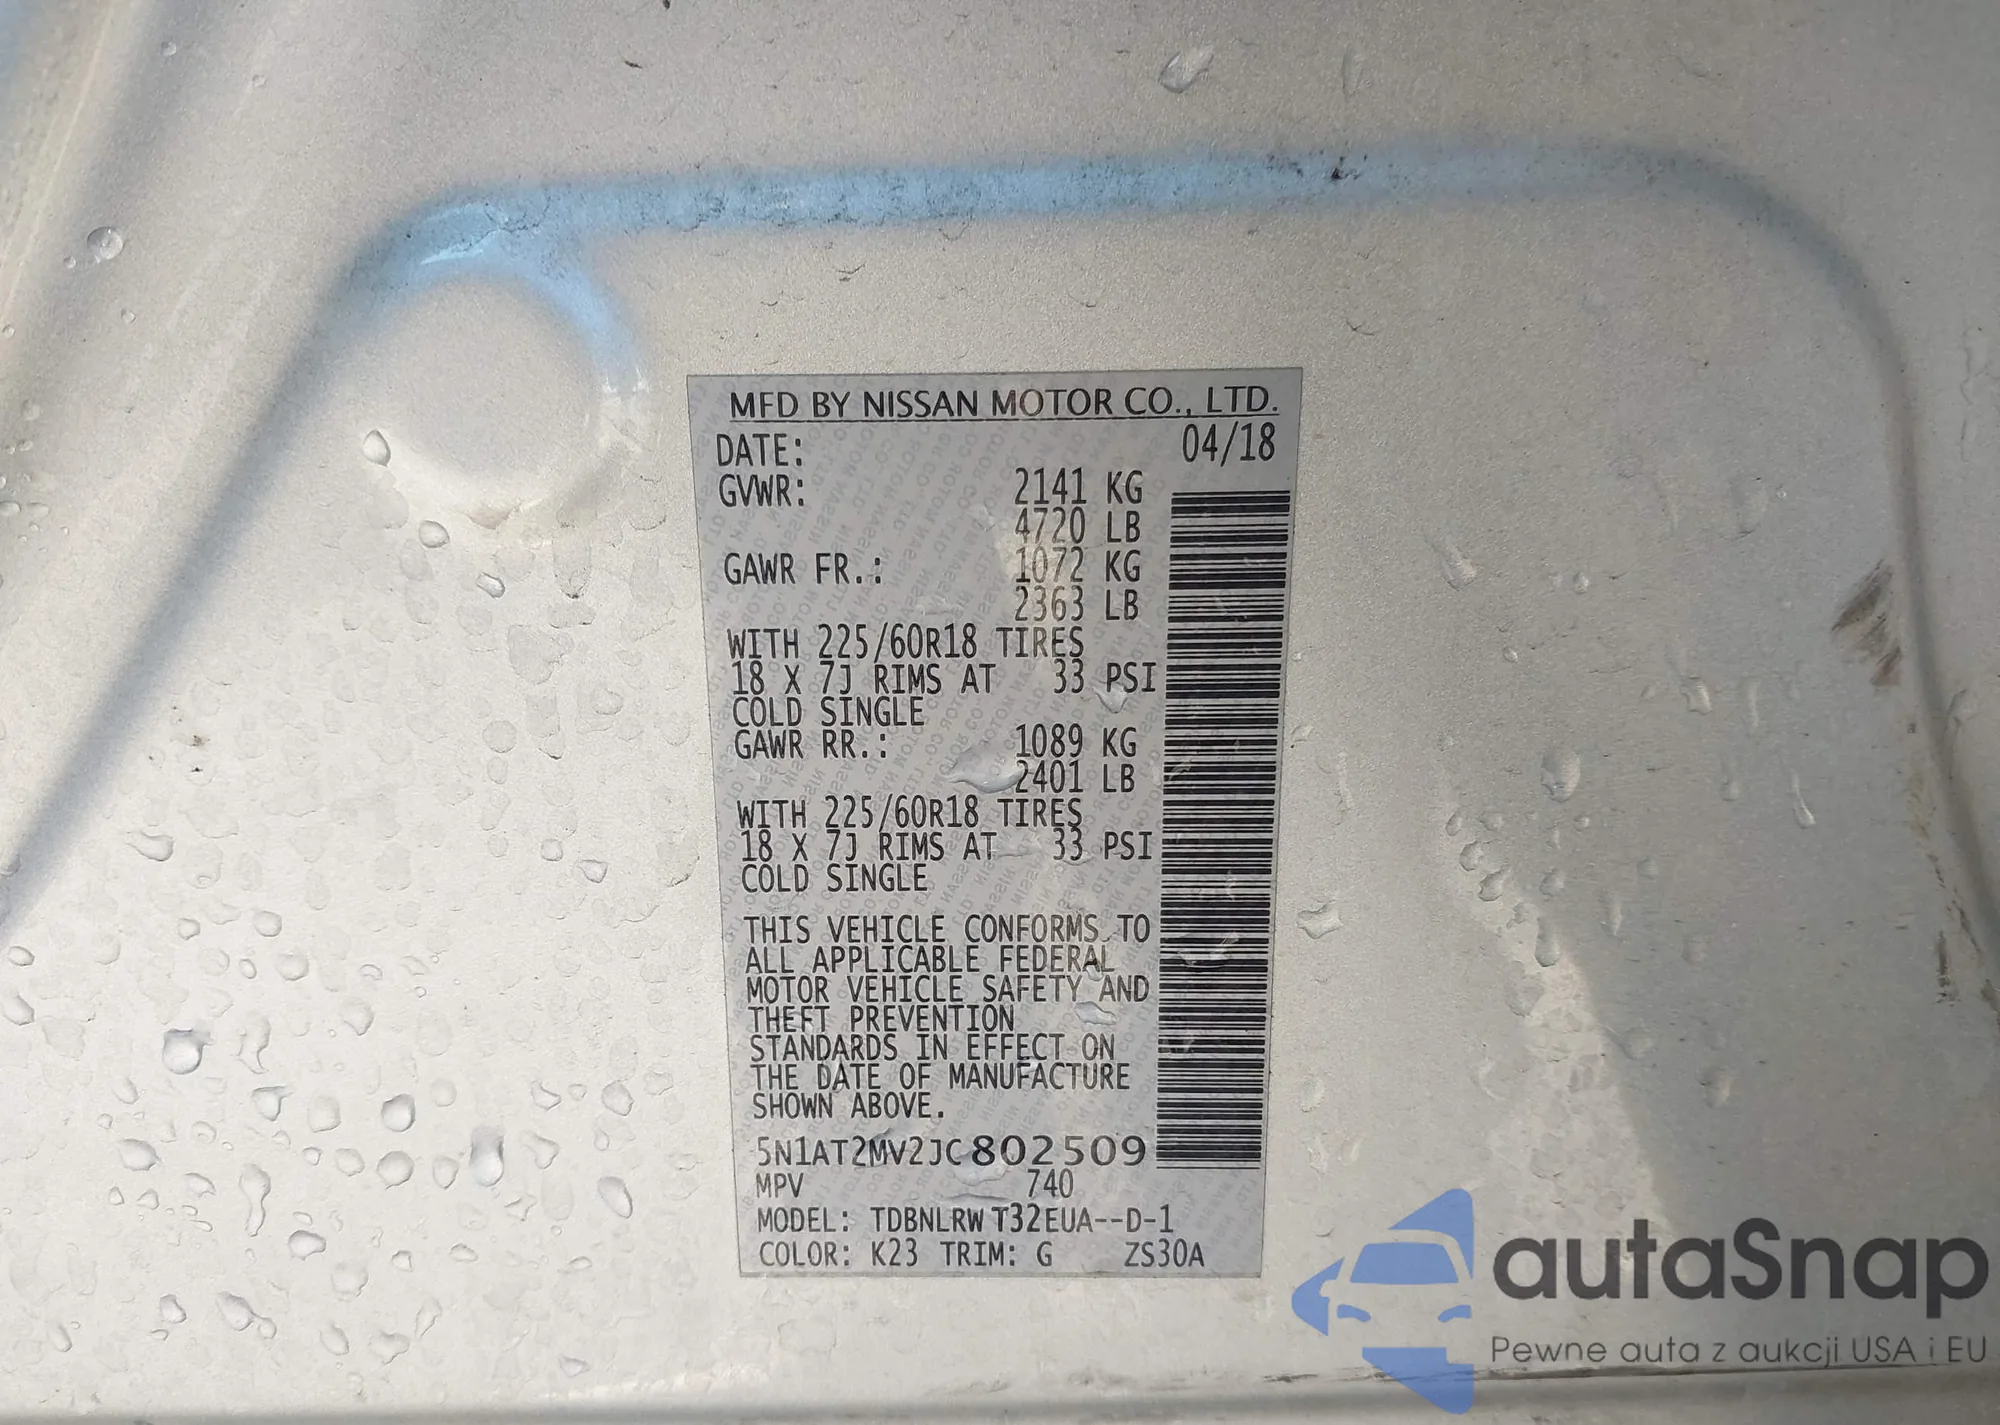 MFD BY NISSAN MOTOR CO., LTD.
DATE: 04/18
GVWR: 2141 KG
4720 LB
GAWR FR.: 1072 KG
2363 LB
WITH 225/60R18 TIRES
18 X 7J RIMS AT 33 PSI
COLD SINGLE
GAWR RR.: 1089 KG
2401 LB
WITH 225/60R18 TIRES
18 X 7J RIMS AT 33 PSI
COLD SINGLE
THIS VEHICLE CONFORMS TO
ALL APPLICABLE FEDERAL
MOTOR VEHICLE SAFETY AND
THEFT PREVENTION
STANDARDS IN EFFECT ON
THE DATE OF MANUFACTURE
SHOWN ABOVE.
5N1AT2MV2JC802509
MPV 740
MODEL: TDBNLRW T32EUA--D-1
COLOR: K23 TRIM: G ZS30A
autaSnap
Pewne auta z aukcji USA i EU